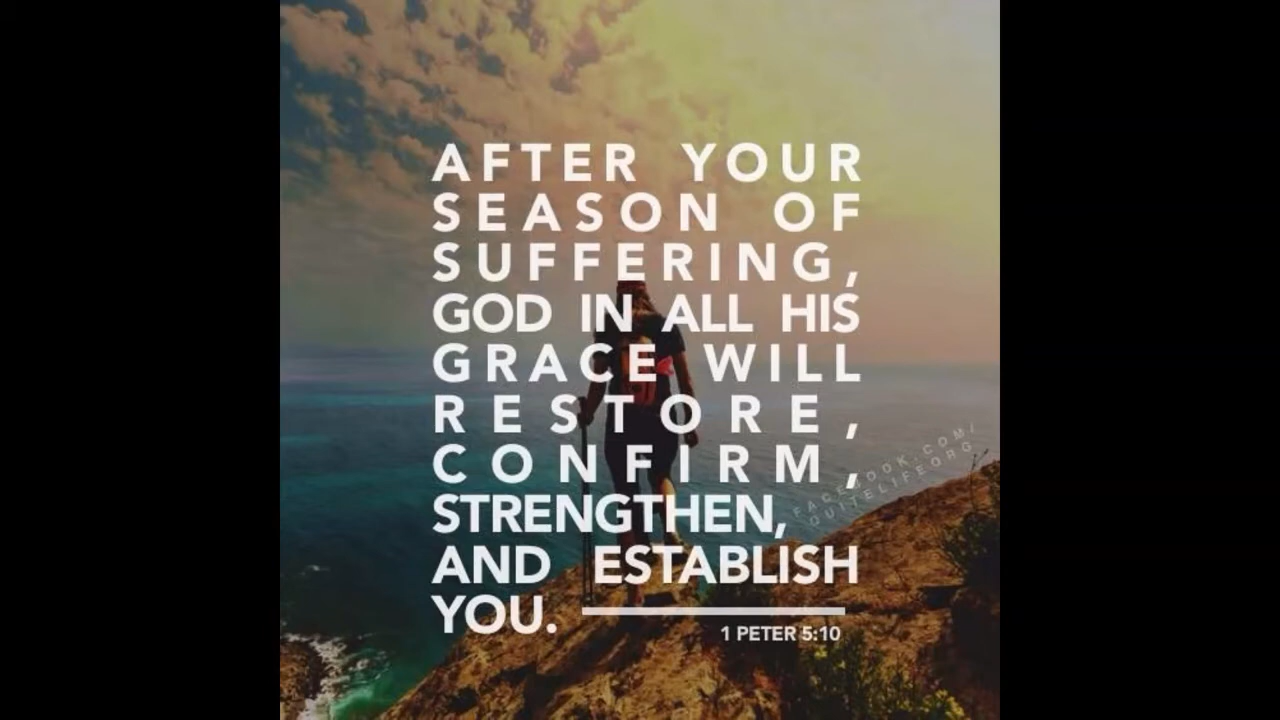 AFTER YOUR
SEASON OF
SUFFERING,
GOD IN ALL HIS
GRACE WILL
RESTORE,
CONFIRM,
STRENGTHEN,
AND ESTABLISH
YOU.
1 PETER 5:10
FACEBOOK.COM/
QUITELIFEORG